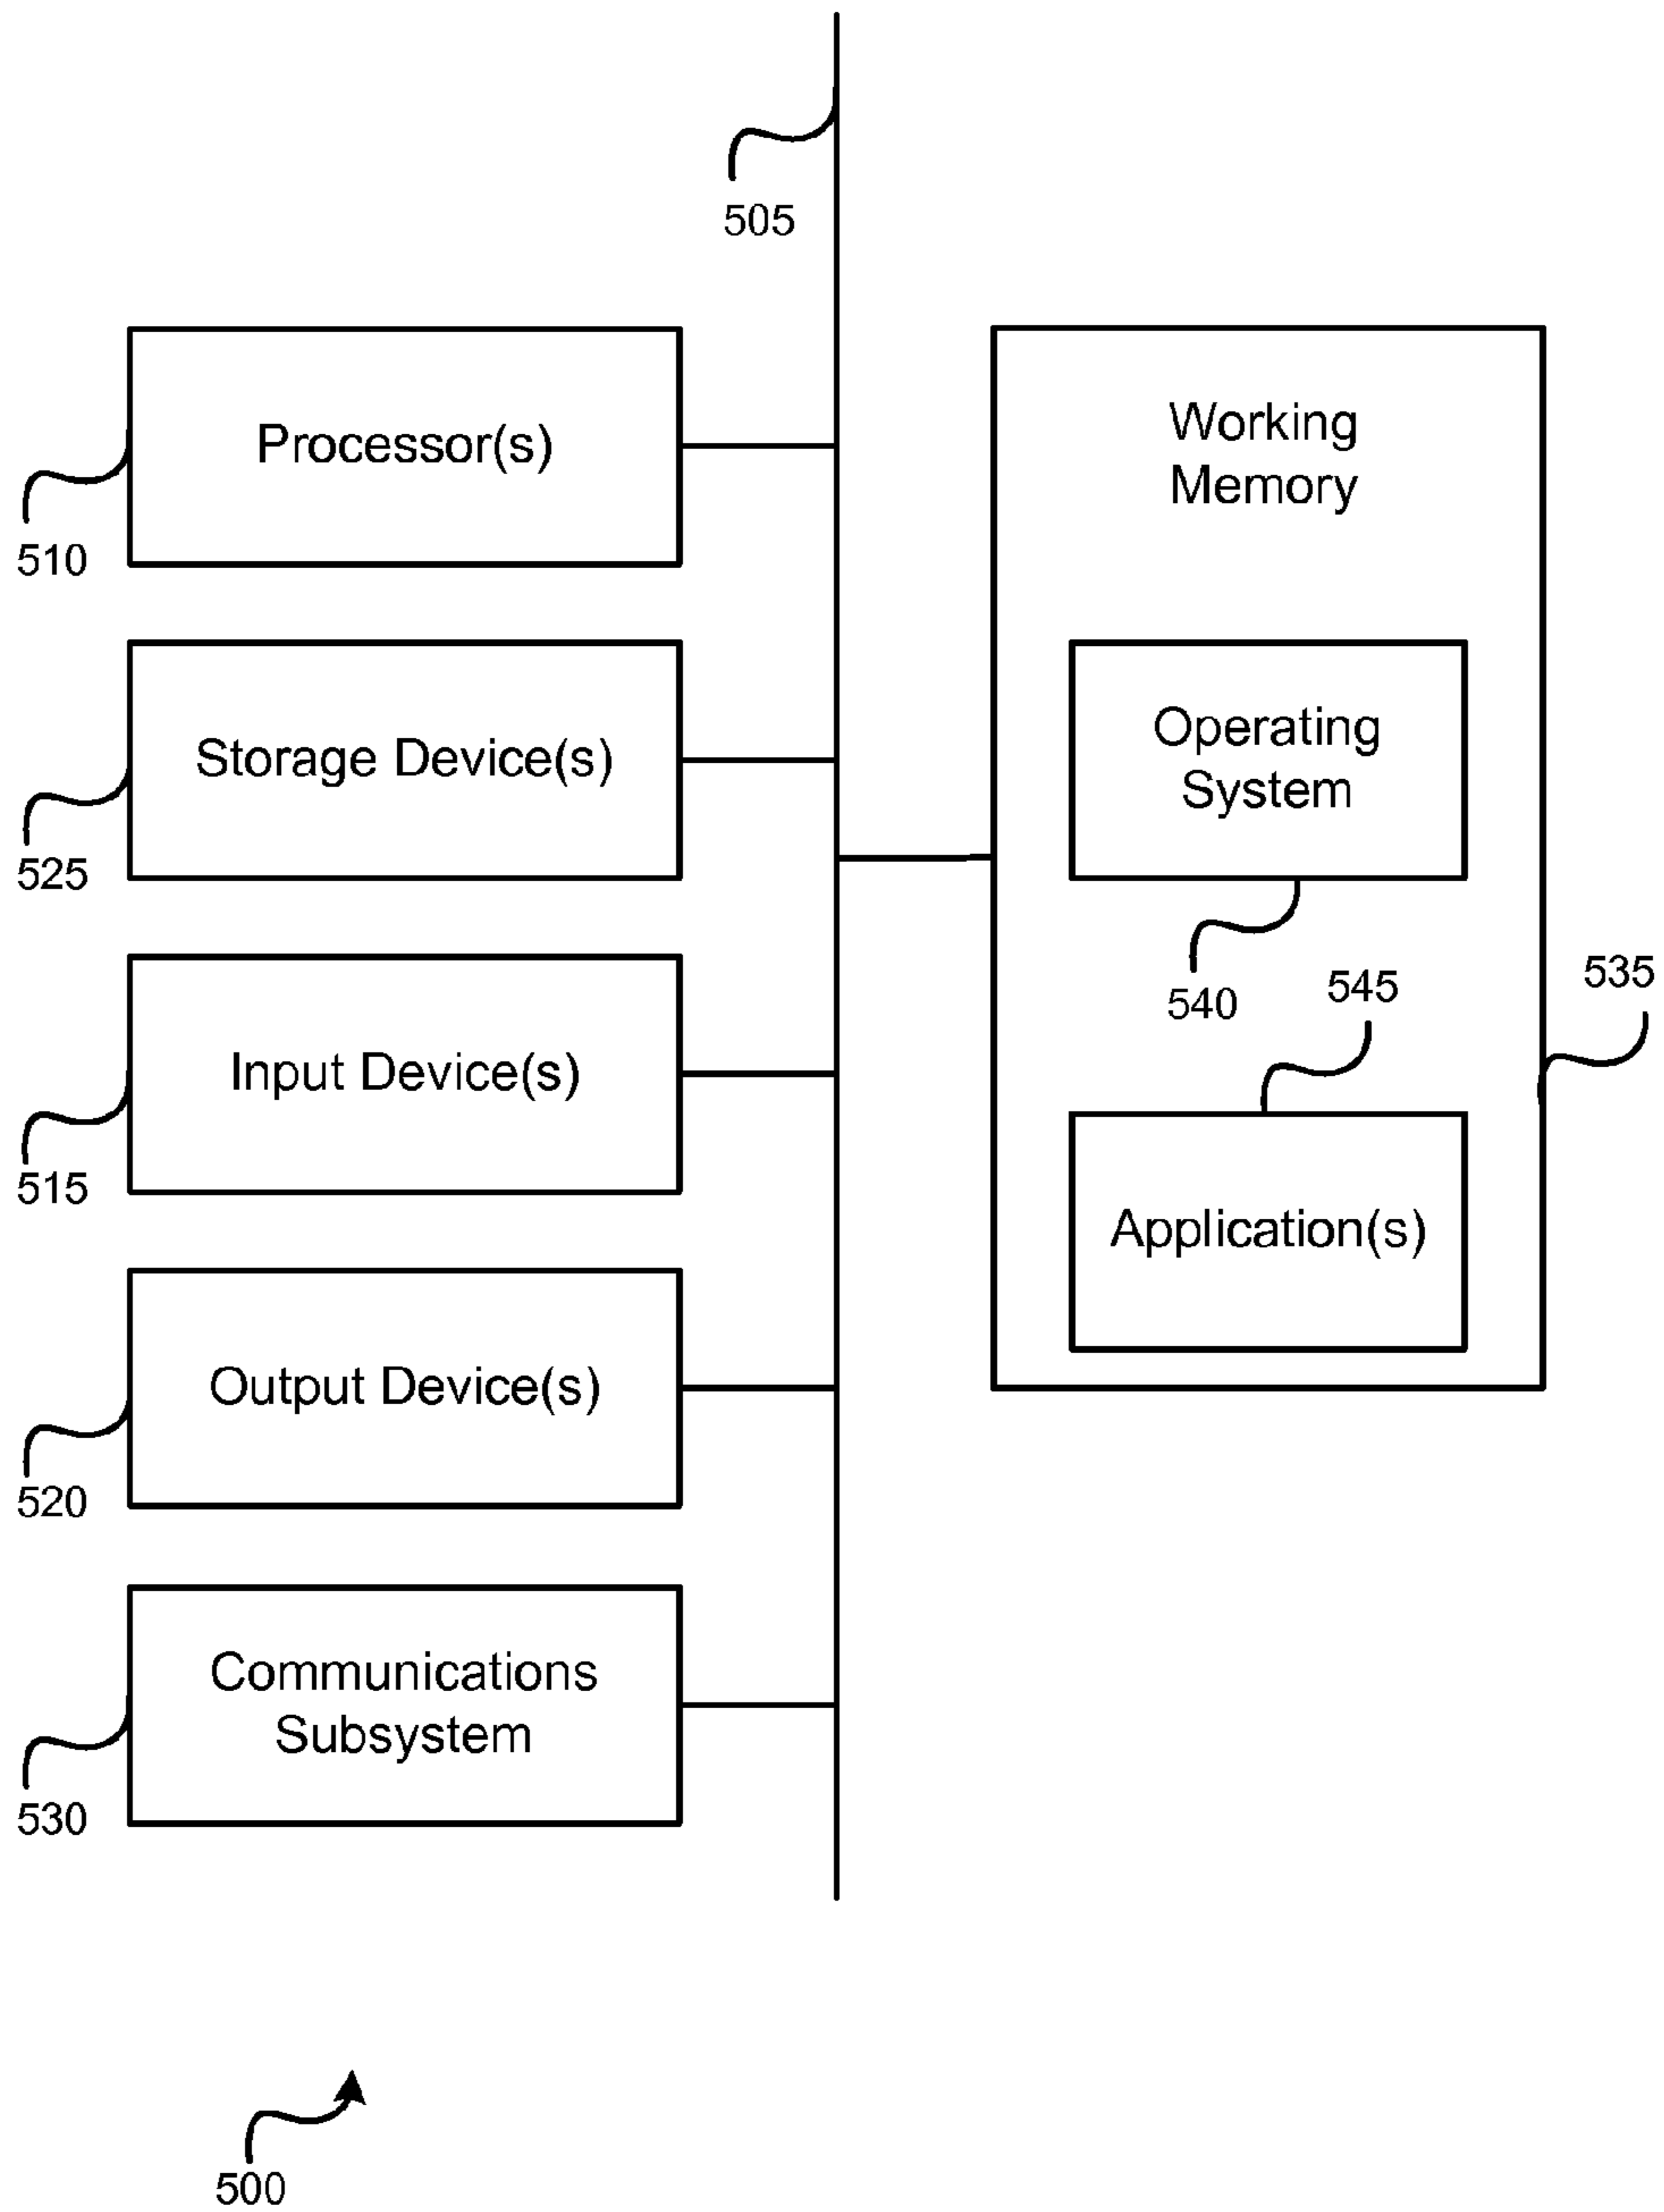 505
Processor(s)
510
Storage Device(s)
525
Input Device(s)
515
Output Device(s)
520
Communications
Subsystem
530
Working
Memory
Operating
System
540
545
535
Application(s)
500